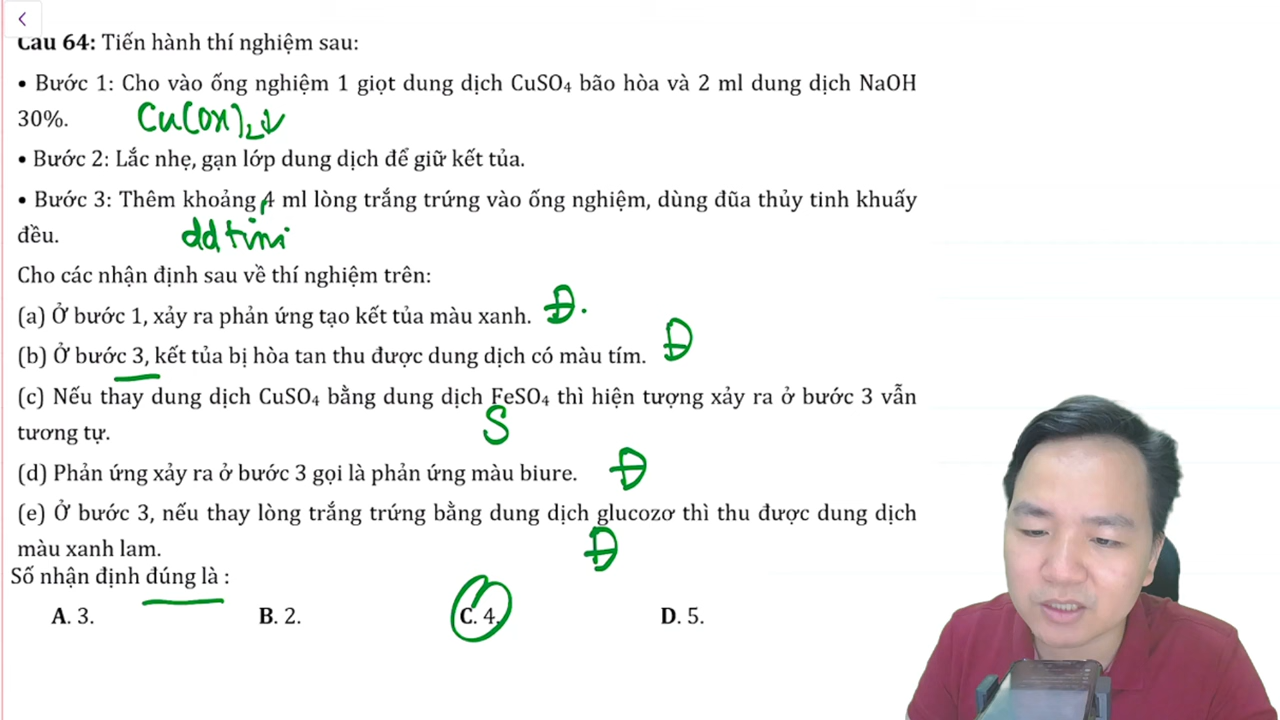 Câu 64: Tiến hành thí nghiệm sau:
• Bước 1: Cho vào ống nghiệm 1 giọt dung dịch CuSO₄ bão hòa và 2 ml dung dịch NaOH
30%.
Cu(OH)₂↓
• Bước 2: Lắc nhẹ, gạn lớp dung dịch để giữ kết tủa.
• Bước 3: Thêm khoảng 4 ml lòng trắng trứng vào ống nghiệm, dùng đũa thủy tinh khuấy
đều.
dd tím
Cho các nhận định sau về thí nghiệm trên:
(a) Ở bước 1, xảy ra phản ứng tạo kết tủa màu xanh. Đ.
(b) Ở bước 3, kết tủa bị hòa tan thu được dung dịch có màu tím. Đ
(c) Nếu thay dung dịch CuSO₄ bằng dung dịch FeSO₄ thì hiện tượng xảy ra ở bước 3 vẫn
tương tự. S
(d) Phản ứng xảy ra ở bước 3 gọi là phản ứng màu biure. Đ
(e) Ở bước 3, nếu thay lòng trắng trứng bằng dung dịch glucozơ thì thu được dung dịch
màu xanh lam. Đ
Số nhận định đúng là :
A. 3. B. 2. C. 4. D. 5.